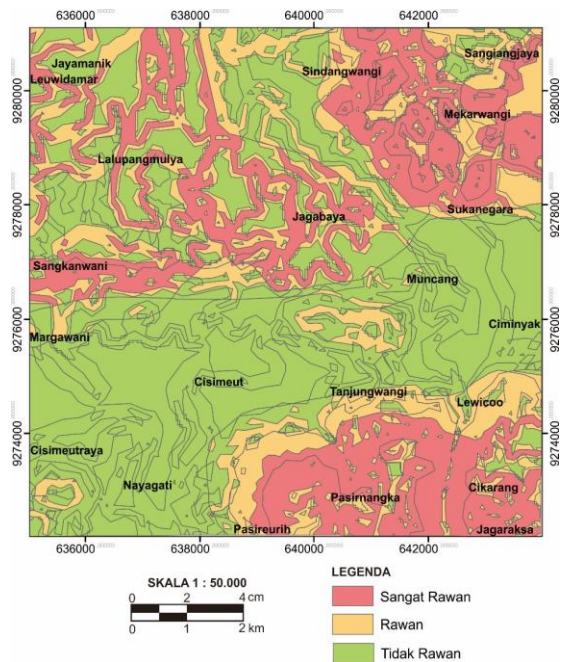 636000 638000 640000 642000
Jayamanik
Sangiangjaya
Leuwidamar
Sindangwangi
9280000
9280000
Mekarwangi
Lalupangmulya
9278000
Jagabaya
Sukanegara
9278000
Sangkanwani
Muncang
9276000
Margawani
Ciminyak
9276000
Cisimeut
Tanjungwangi
Lewicoo
9274000
Cisimeutraya
9274000
Nayagati
Pasirnangka
Cikarang
Pasireurih
Jagaraksa
636000 638000 640000 642000
SKALA 1 : 50.000
0 2 4 cm
0 1 2 km
LEGENDA
Sangat Rawan
Rawan
Tidak Rawan